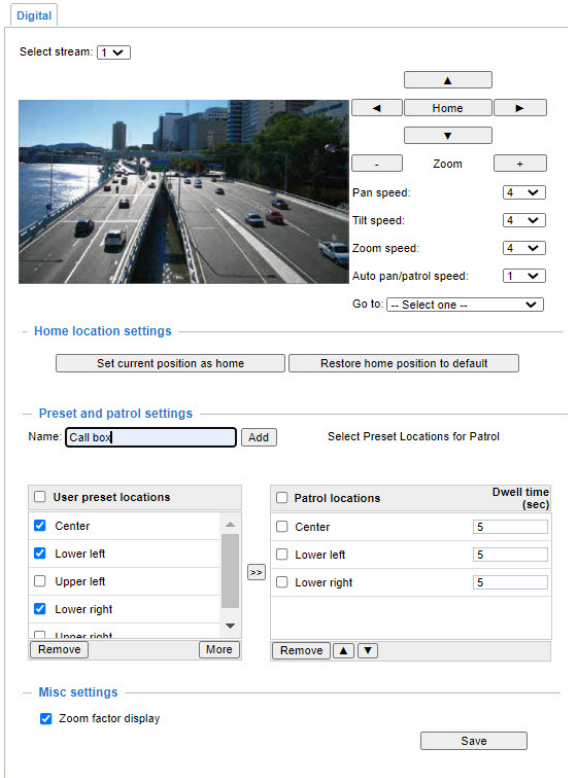 Digital
Select stream: 1
▲
◄ Home ►
▼
- Zoom +
Pan speed: 4
Tilt speed: 4
Zoom speed: 4
Auto pan/patrol speed: 1
Go to: -- Select one --
Home location settings
Set current position as home Restore home position to default
Preset and patrol settings
Name: Call box Add Select Preset Locations for Patrol
User preset locations
Center
Lower left
Upper left
Lower right
Upper right
Remove More
>>
Patrol locations Dwell time
(sec)
Center 5
Lower left 5
Lower right 5
Remove ▲ ▼
Misc settings
Zoom factor display
Save